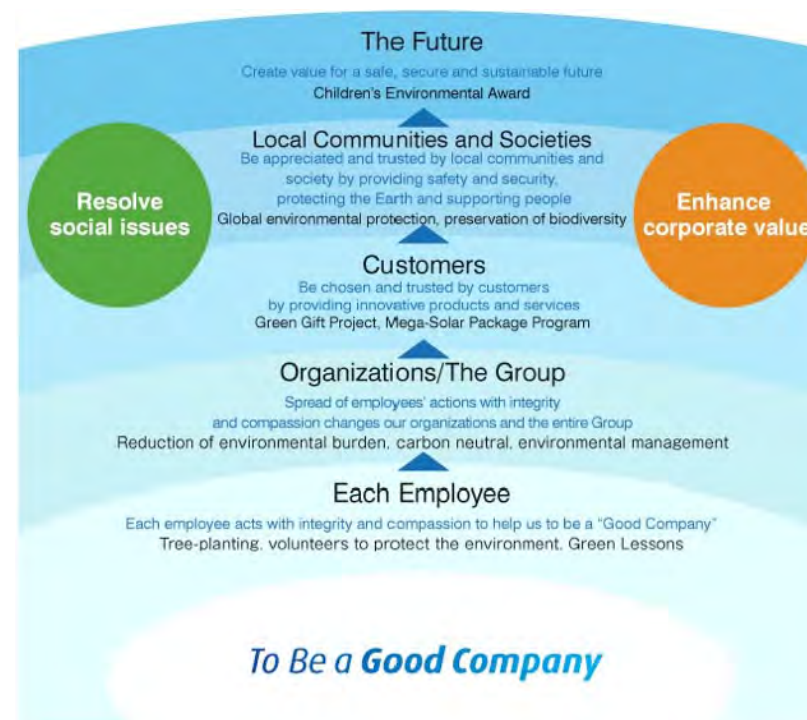 The Future
Create value for a safe, secure and sustainable future
Children's Environmental Award
Local Communities and Societies
Be appreciated and trusted by local communities and
society by providing safety and security,
protecting the Earth and supporting people
Global environmental protection, preservation of biodiversity
Resolve
social issues
Enhance
corporate value
Customers
Be chosen and trusted by customers
by providing innovative products and services
Green Gift Project, Mega-Solar Package Program
Organizations/The Group
Spread of employees' actions with integrity
and compassion changes our organizations and the entire Group
Reduction of environmental burden, carbon neutral, environmental management
Each Employee
Each employee acts with integrity and compassion to help us to be a “Good Company”
Tree-planting, volunteers to protect the environment, Green Lessons
To Be a Good Company